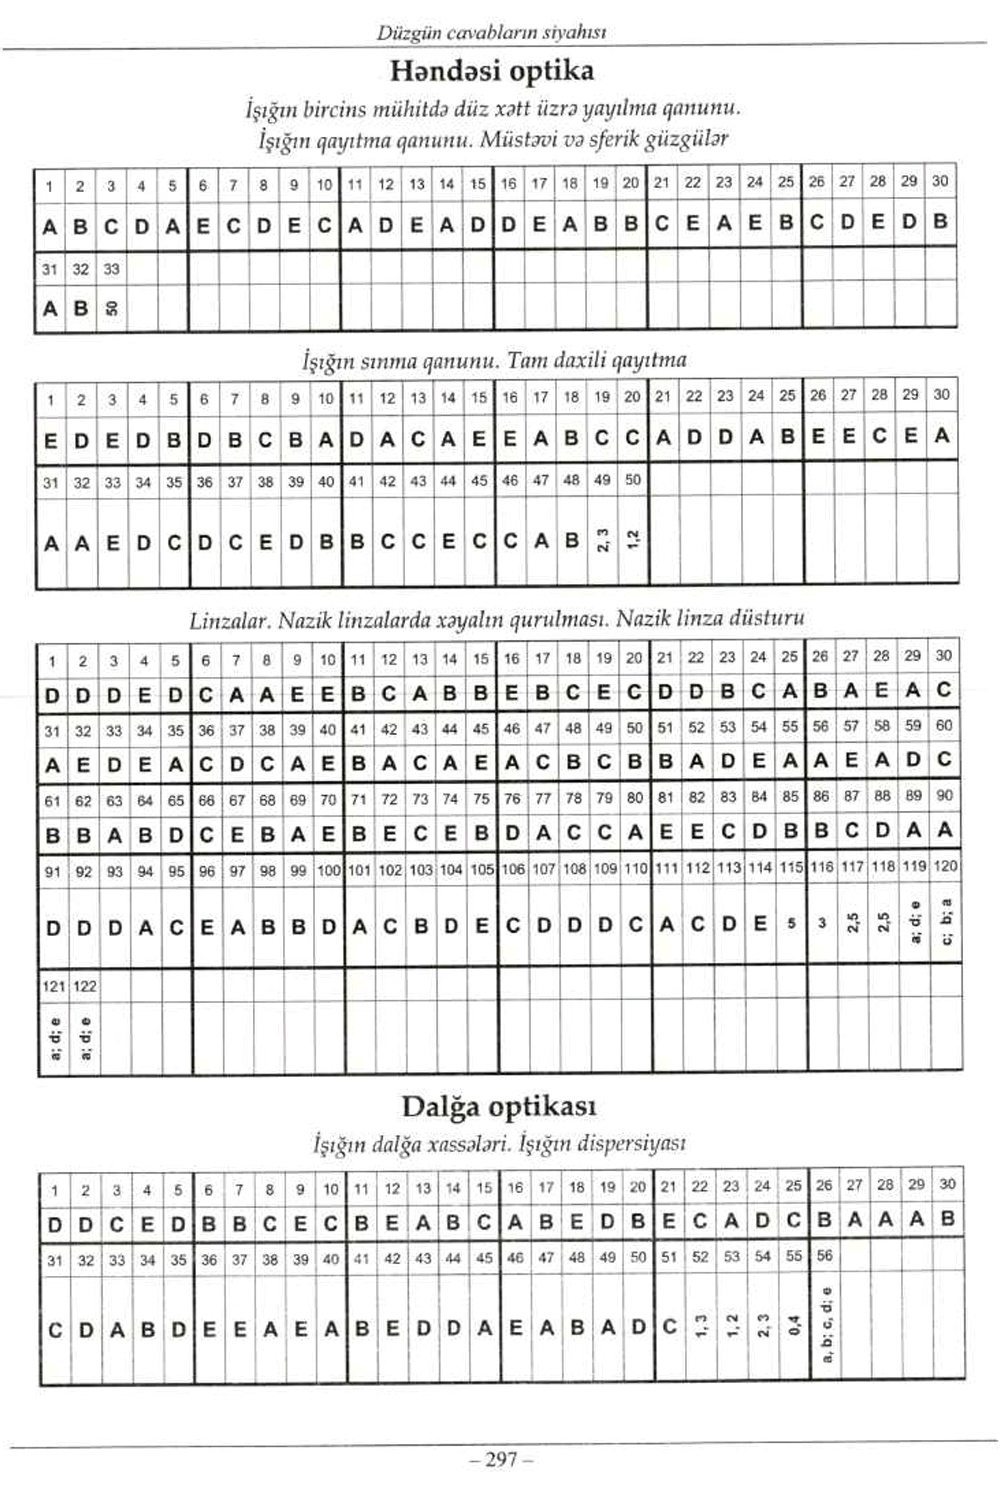 Düzgün cavabların siyahısı
Həndəsi optika
İşığın bircins mühitdə düz xətt üzrə yayılma qanunu.
İşığın qayıtma qanunu. Müstəvi və sferik güzgülər
1 2 3 4 5 6 7 8 9 10 11 12 13 14 15 16 17 18 19 20 21 22 23 24 25 26 27 28 29 30
A B C D A E C D E C A D E A D D E A B B C E A E B C D E D B
31 32 33
A B 50
İşığın sınma qanunu. Tam daxili qayıtma
1 2 3 4 5 6 7 8 9 10 11 12 13 14 15 16 17 18 19 20 21 22 23 24 25 26 27 28 29 30
E D E D B D B C B A D A C A E E A B C C A D D A B E E C E A
31 32 33 34 35 36 37 38 39 40 41 42 43 44 45 46 47 48 49 50
A A E D C D C E D B B C C E C C A B 2, 3 1,2
Linzalar. Nazik linzalarda xəyalın qurulması. Nazik linza düsturu
1 2 3 4 5 6 7 8 9 10 11 12 13 14 15 16 17 18 19 20 21 22 23 24 25 26 27 28 29 30
D D D E D C A A E E B C A B B E B C E C D D B C A B A E A C
31 32 33 34 35 36 37 38 39 40 41 42 43 44 45 46 47 48 49 50 51 52 53 54 55 56 57 58 59 60
A E D E A C D C A E B A C A E A C B C B B A D E A A E A D C
61 62 63 64 65 66 67 68 69 70 71 72 73 74 75 76 77 78 79 80 81 82 83 84 85 86 87 88 89 90
B B A B D C E B A E B E C E B D A C C A E E C D B B C D A A
91 92 93 94 95 96 97 98 99 100 101 102 103 104 105 106 107 108 109 110 111 112 113 114 115 116 117 118 119 120
D D D A C E A B B D A C B D E C D D D C A C D E 5 3 2,5 2,5 a; d; e c; b; a
121 122
a; d; e a; d; e
Dalğa optikası
İşığın dalğa xassələri. İşığın dispersiyası
1 2 3 4 5 6 7 8 9 10 11 12 13 14 15 16 17 18 19 20 21 22 23 24 25 26 27 28 29 30
D D C E D B B C E C B E A B C A B E D B E C A D C B A A A B
31 32 33 34 35 36 37 38 39 40 41 42 43 44 45 46 47 48 49 50 51 52 53 54 55 56
C D A B D E E A E A B E D D A E A B A D C 1,3 1,2 2,3 0,4 a, b; c, d; e
– 297 –